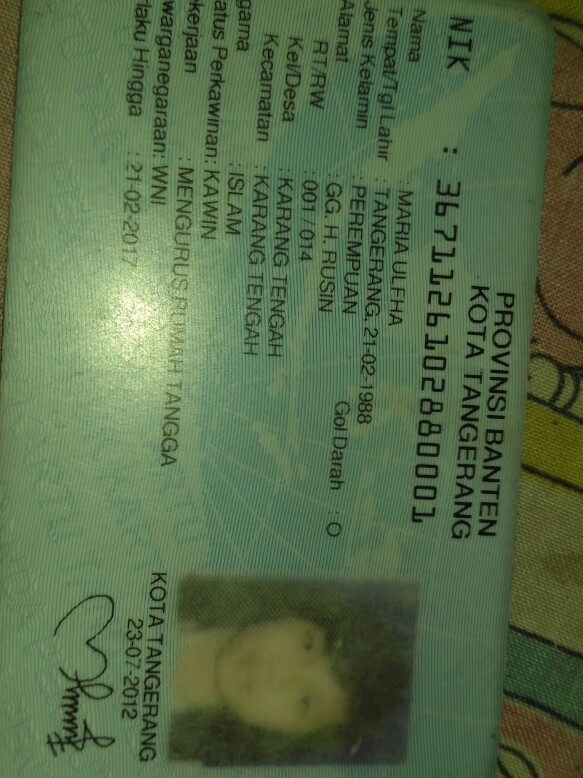 PROVINSI BANTEN
KOTA TANGERANG
NIK : 3671126102880001
Nama MARIA ULFHA
Tempat/Tgl Lahir : TANGERANG, 21-02-1988
Jenis Kelamin : PEREMPUAN Gol Darah : O
Alamat : GG. H. RUSIN
RT/RW : 001/014
Kel/Desa : KARANG TENGAH
Kecamatan : KARANG TENGAH
gama : ISLAM
atus Perkawinan: KAWIN
kerjaan : MENGURUS RUMAH TANGGA
warganegaraan: WNI
laku Hingga : 21-02-2017
KOTA TANGERANG
23-07-2012